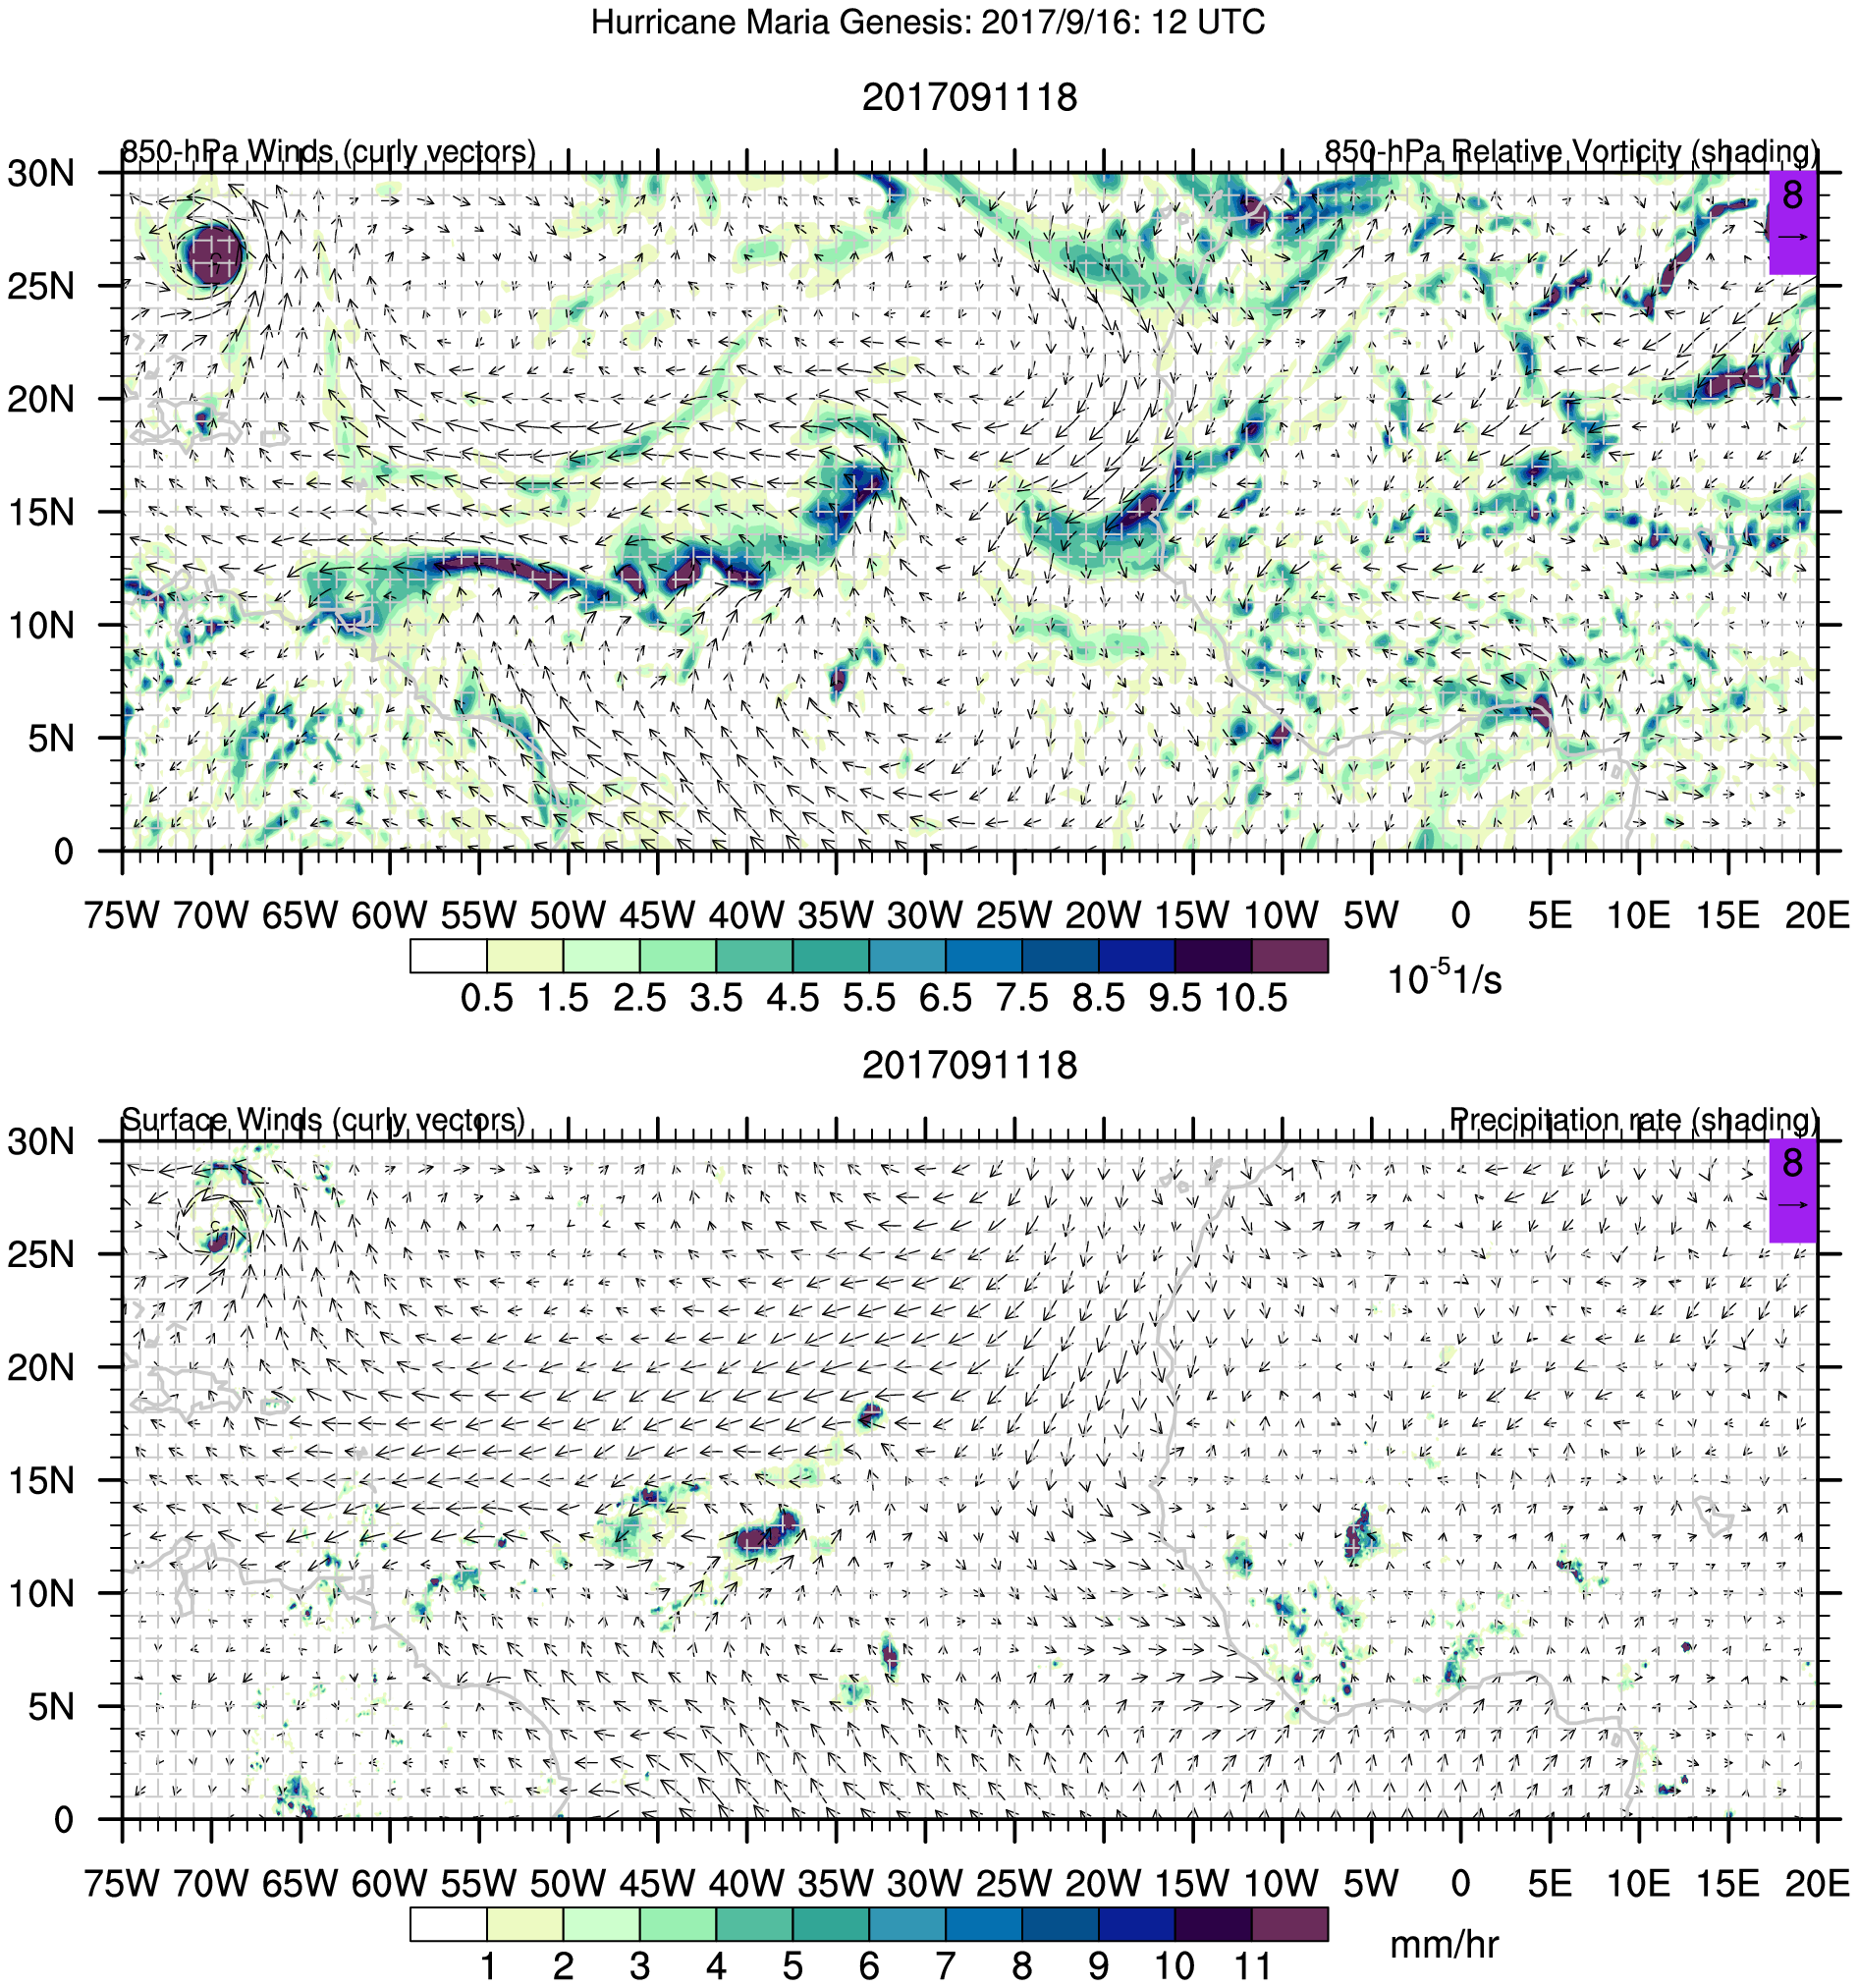 Hurricane Maria Genesis: 2017/9/16: 12 UTC
2017091118
850-hPa Winds (curly vectors) 850-hPa Relative Vorticity (shading)
30N
8
25N
20N
15N
10N
5N
0
75W 70W 65W 60W 55W 50W 45W 40W 35W 30W 25W 20W 15W 10W 5W 0 5E 10E 15E 20E
0.5 1.5 2.5 3.5 4.5 5.5 6.5 7.5 8.5 9.5 10.5
10-51/s
2017091118
Surface Winds (curly vectors) Precipitation rate (shading)
30N
8
25N
20N
15N
10N
5N
0
75W 70W 65W 60W 55W 50W 45W 40W 35W 30W 25W 20W 15W 10W 5W 0 5E 10E 15E 20E
1 2 3 4 5 6 7 8 9 10 11
mm/hr